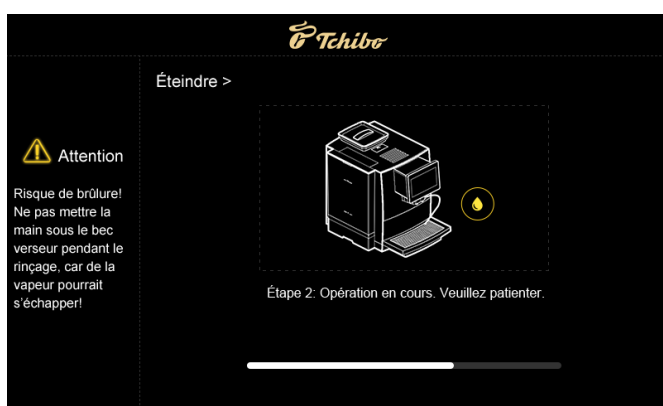 Tchibo
Éteindre >
Attention
Risque de brûlure!
Ne pas mettre la
main sous le bec
verseur pendant le
rinçage, car de la
vapeur pourrait
s'échapper!
Étape 2: Opération en cours. Veuillez patienter.